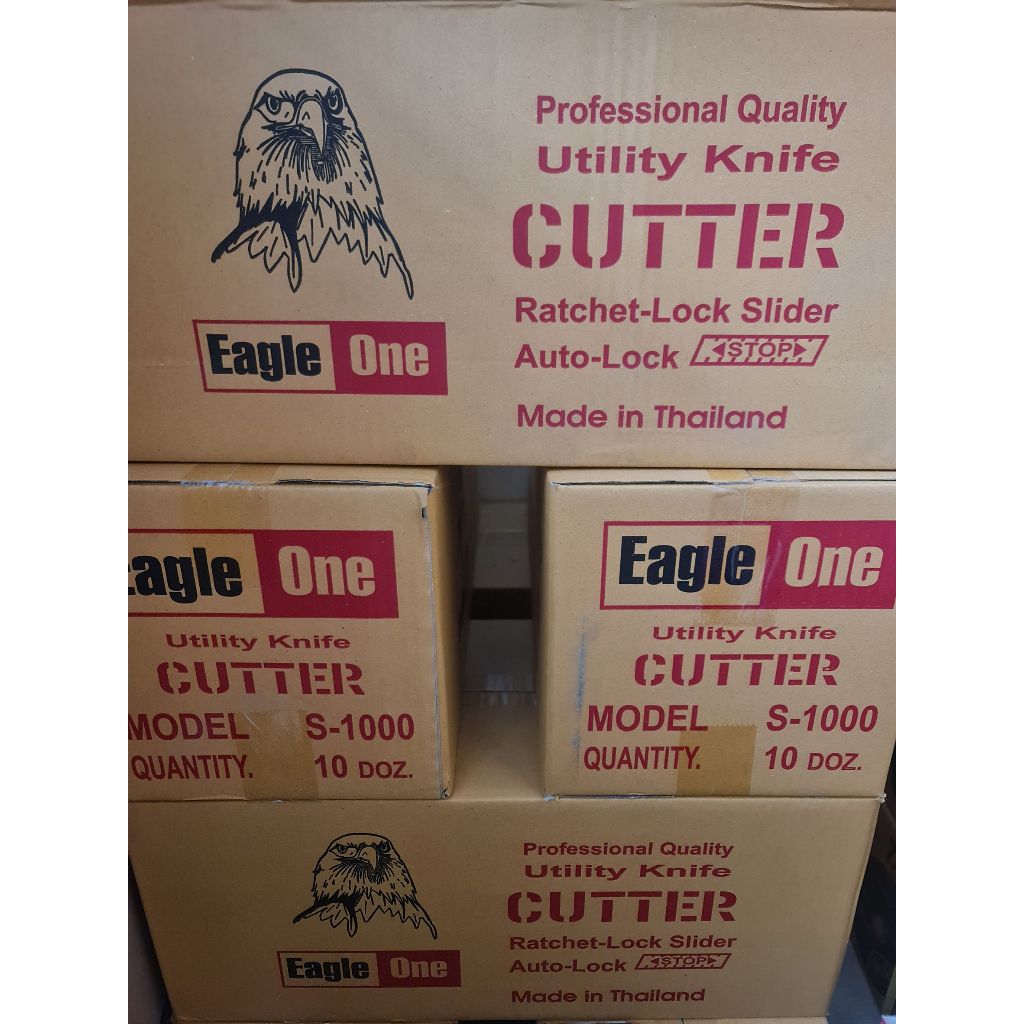 Professional Quality
Utility Knife
CUTTER
Ratchet-Lock Slider
Auto-Lock STOP
Made in Thailand
Eagle One
Eagle One
Utility Knife
CUTTER
MODEL S-1000
QUANTITY. 10 DOZ.
Eagle One
Utility Knife
CUTTER
MODEL S-1000
QUANTITY. 10 DOZ.
Professional Quality
Utility Knife
CUTTER
Ratchet-Lock Slider
Auto-Lock STOP
Made in Thailand
Eagle One